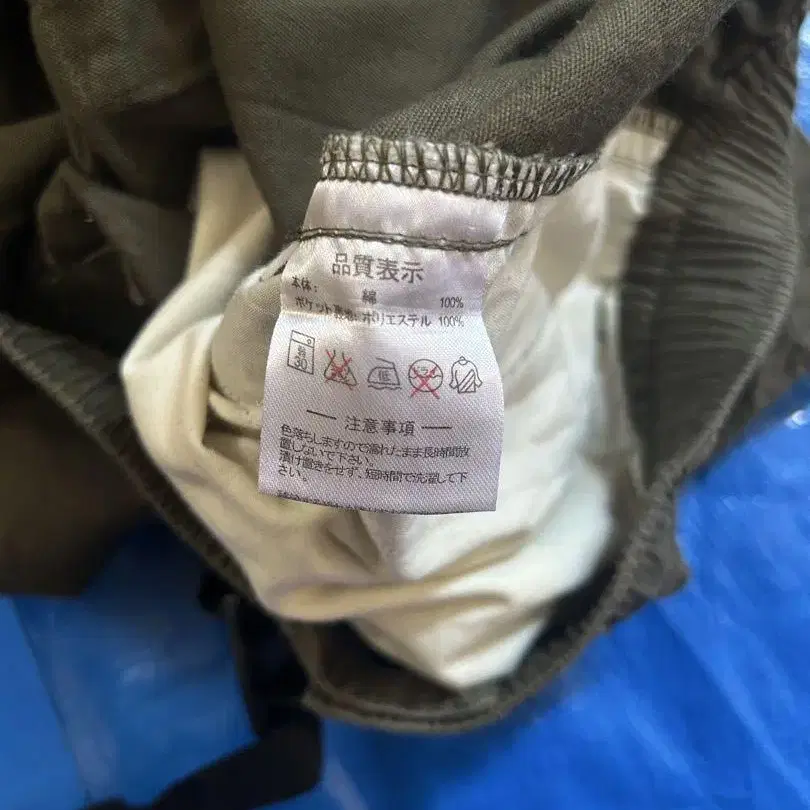 品質表示
本体: 綿 100%
ポケット裏布: ポリエステル 100%
弱 30
低
注意事項
色落ちしますので濡れたまま長時間放
置しないで下さい。
漬け置きをせず、短時間で洗濯して下
さい。